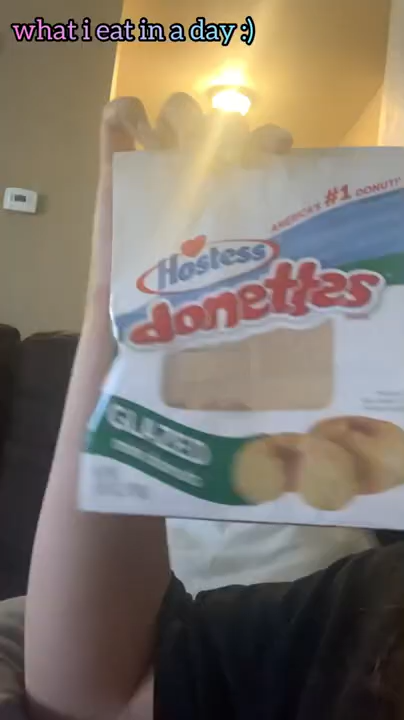 what i eat in a day :)
AMERICA'S #1 DONUT!*
Hostess
donettes
GLAZED